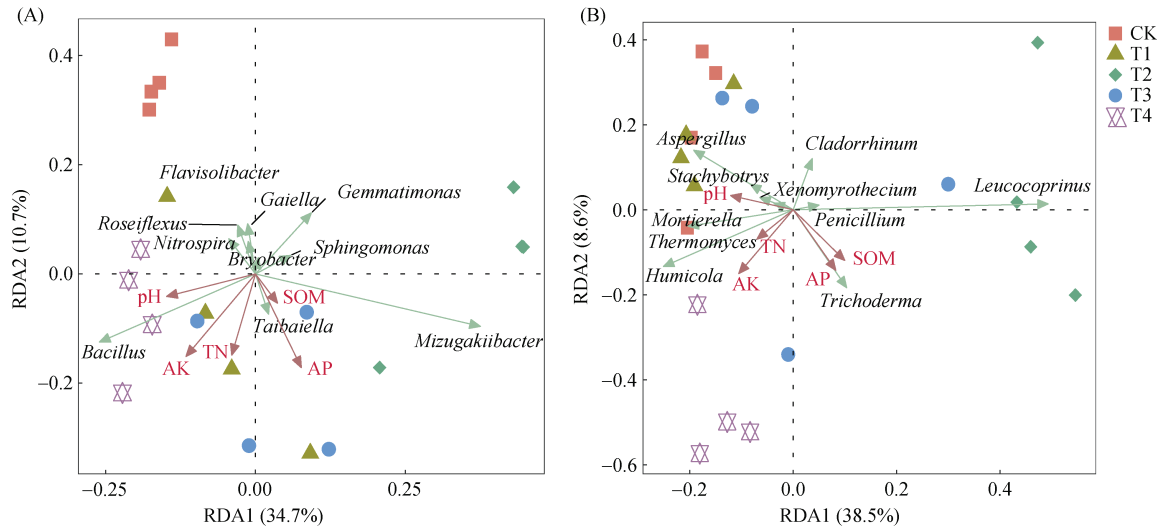 (A)
0.4
0.2
0.0
−0.2
RDA2 (10.7%)
Flavisolibacter
Gaiella
Gemmatimonas
Roseiflexus
Nitrospira
Bryobacter
Sphingomonas
pH
SOM
Taibaiella
Bacillus
AK
TN
AP
Mizugakiibacter
−0.25
0.00
0.25
RDA1 (34.7%)
(B)
0.4
0.2
0.0
−0.2
−0.4
−0.6
RDA2 (8.6%)
Aspergillus
Cladorrhinum
Stachybotrys
pH
Xenomyrothecium
Leucocoprinus
Mortierella
Penicillium
Thermomyces
TN
SOM
Humicola
AK
AP
Trichoderma
−0.2
0.0
0.2
0.4
RDA1 (38.5%)
CK
T1
T2
T3
T4